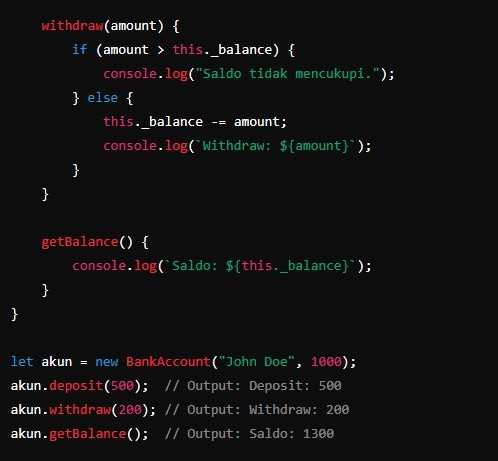 withdraw(amount) {
if (amount > this._balance) {
console.log("Saldo tidak mencukupi.");
} else {
this._balance -= amount;
console.log(`Withdraw: ${amount}`);
}
}
getBalance() {
console.log(`Saldo: ${this._balance}`);
}
}
let akun = new BankAccount("John Doe", 1000);
akun.deposit(500);  // Output: Deposit: 500
akun.withdraw(200); // Output: Withdraw: 200
akun.getBalance();  // Output: Saldo: 1300